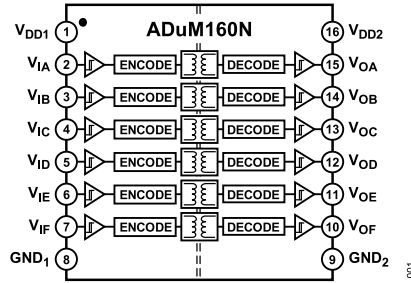 ADuM160N
VDD1 1 16 VDD2
VIA 2 ENCODE DECODE 15 VOA
VIB 3 ENCODE DECODE 14 VOB
VIC 4 ENCODE DECODE 13 VOC
VID 5 ENCODE DECODE 12 VOD
VIE 6 ENCODE DECODE 11 VOE
VIF 7 ENCODE DECODE 10 VOF
GND1 8 9 GND2
001